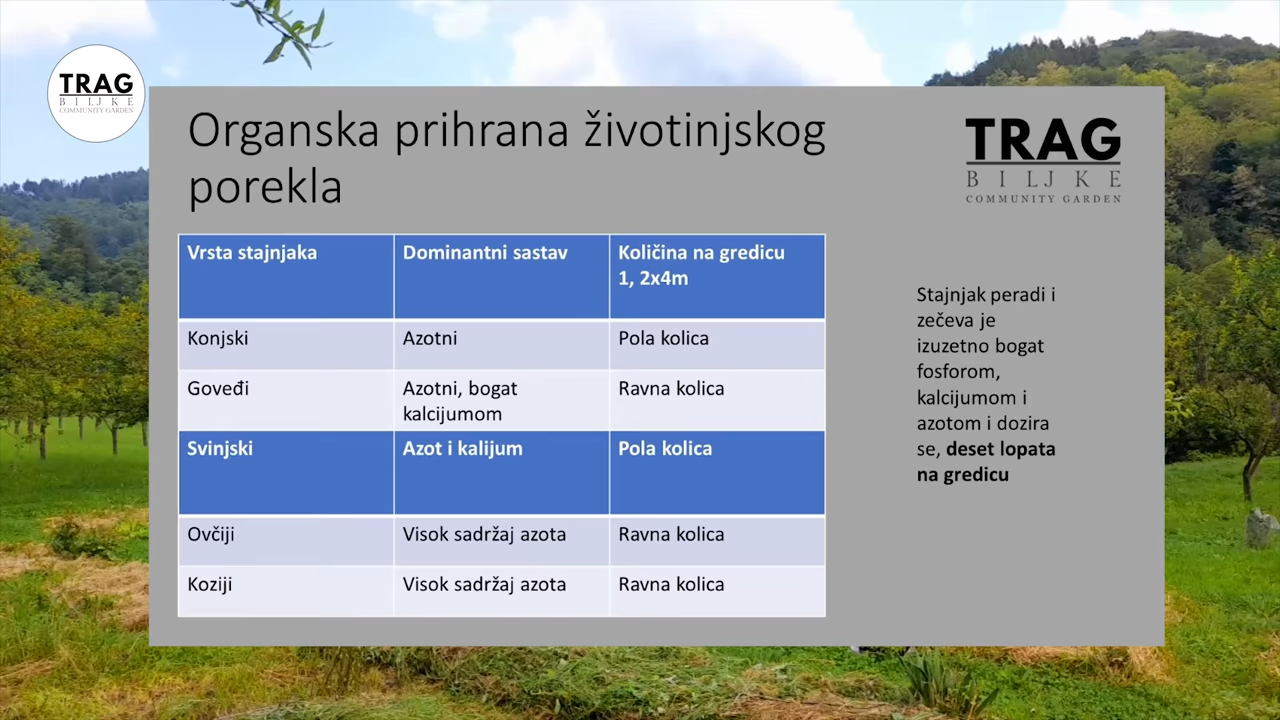 TRAG
BILJKE
COMMUNITY GARDEN
Organska prihrana životinjskog
porekla
TRAG
BILJKE
COMMUNITY GARDEN
Vrsta stajnjaka Dominantni sastav Količina na gredicu
1, 2x4m
Konjski Azotni Pola kolica
Goveđi Azotni, bogat Ravna kolica
kalcijumom
Svinjski Azot i kalijum Pola kolica
Ovčiji Visok sadržaj azota Ravna kolica
Koziji Visok sadržaj azota Ravna kolica
Stajnjak peradi i
zečeva je
izuzetno bogat
fosforom,
kalcijumom i
azotom i dozira
se, deset lopata
na gredicu